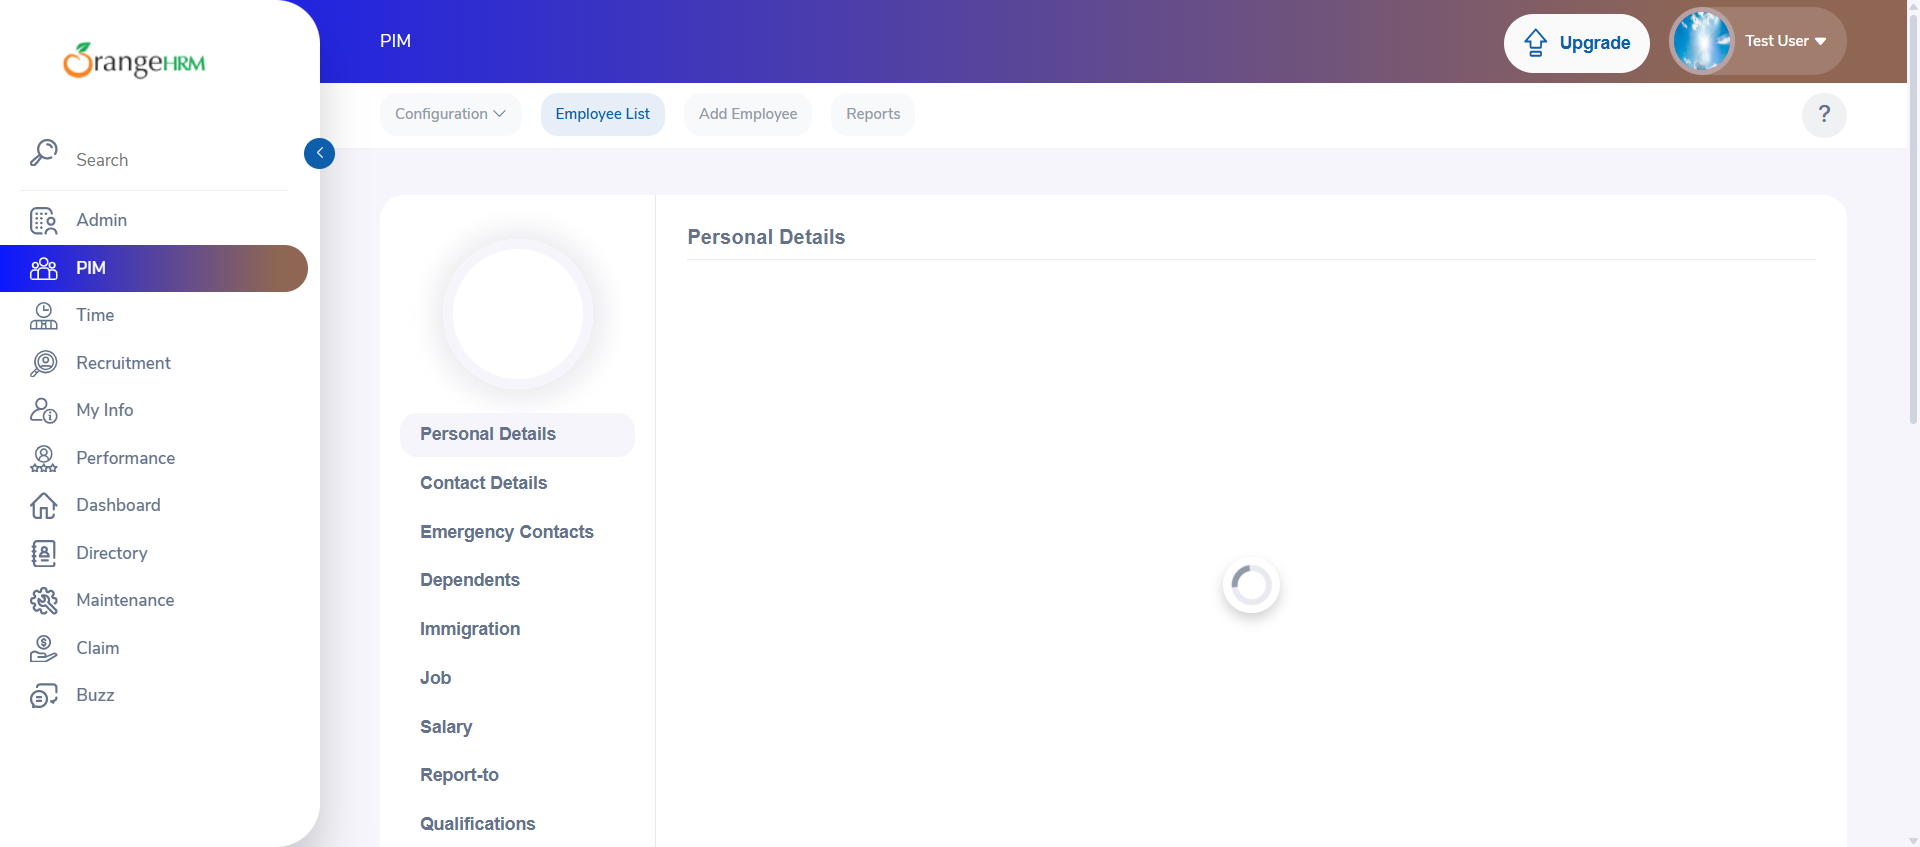 OrangeHRM
Search
Admin
PIM
Time
Recruitment
My Info
Performance
Dashboard
Directory
Maintenance
Claim
Buzz
PIM
Upgrade
Test User
Configuration
Employee List
Add Employee
Reports
?
Personal Details
Contact Details
Emergency Contacts
Dependents
Immigration
Job
Salary
Report-to
Qualifications
Personal Details